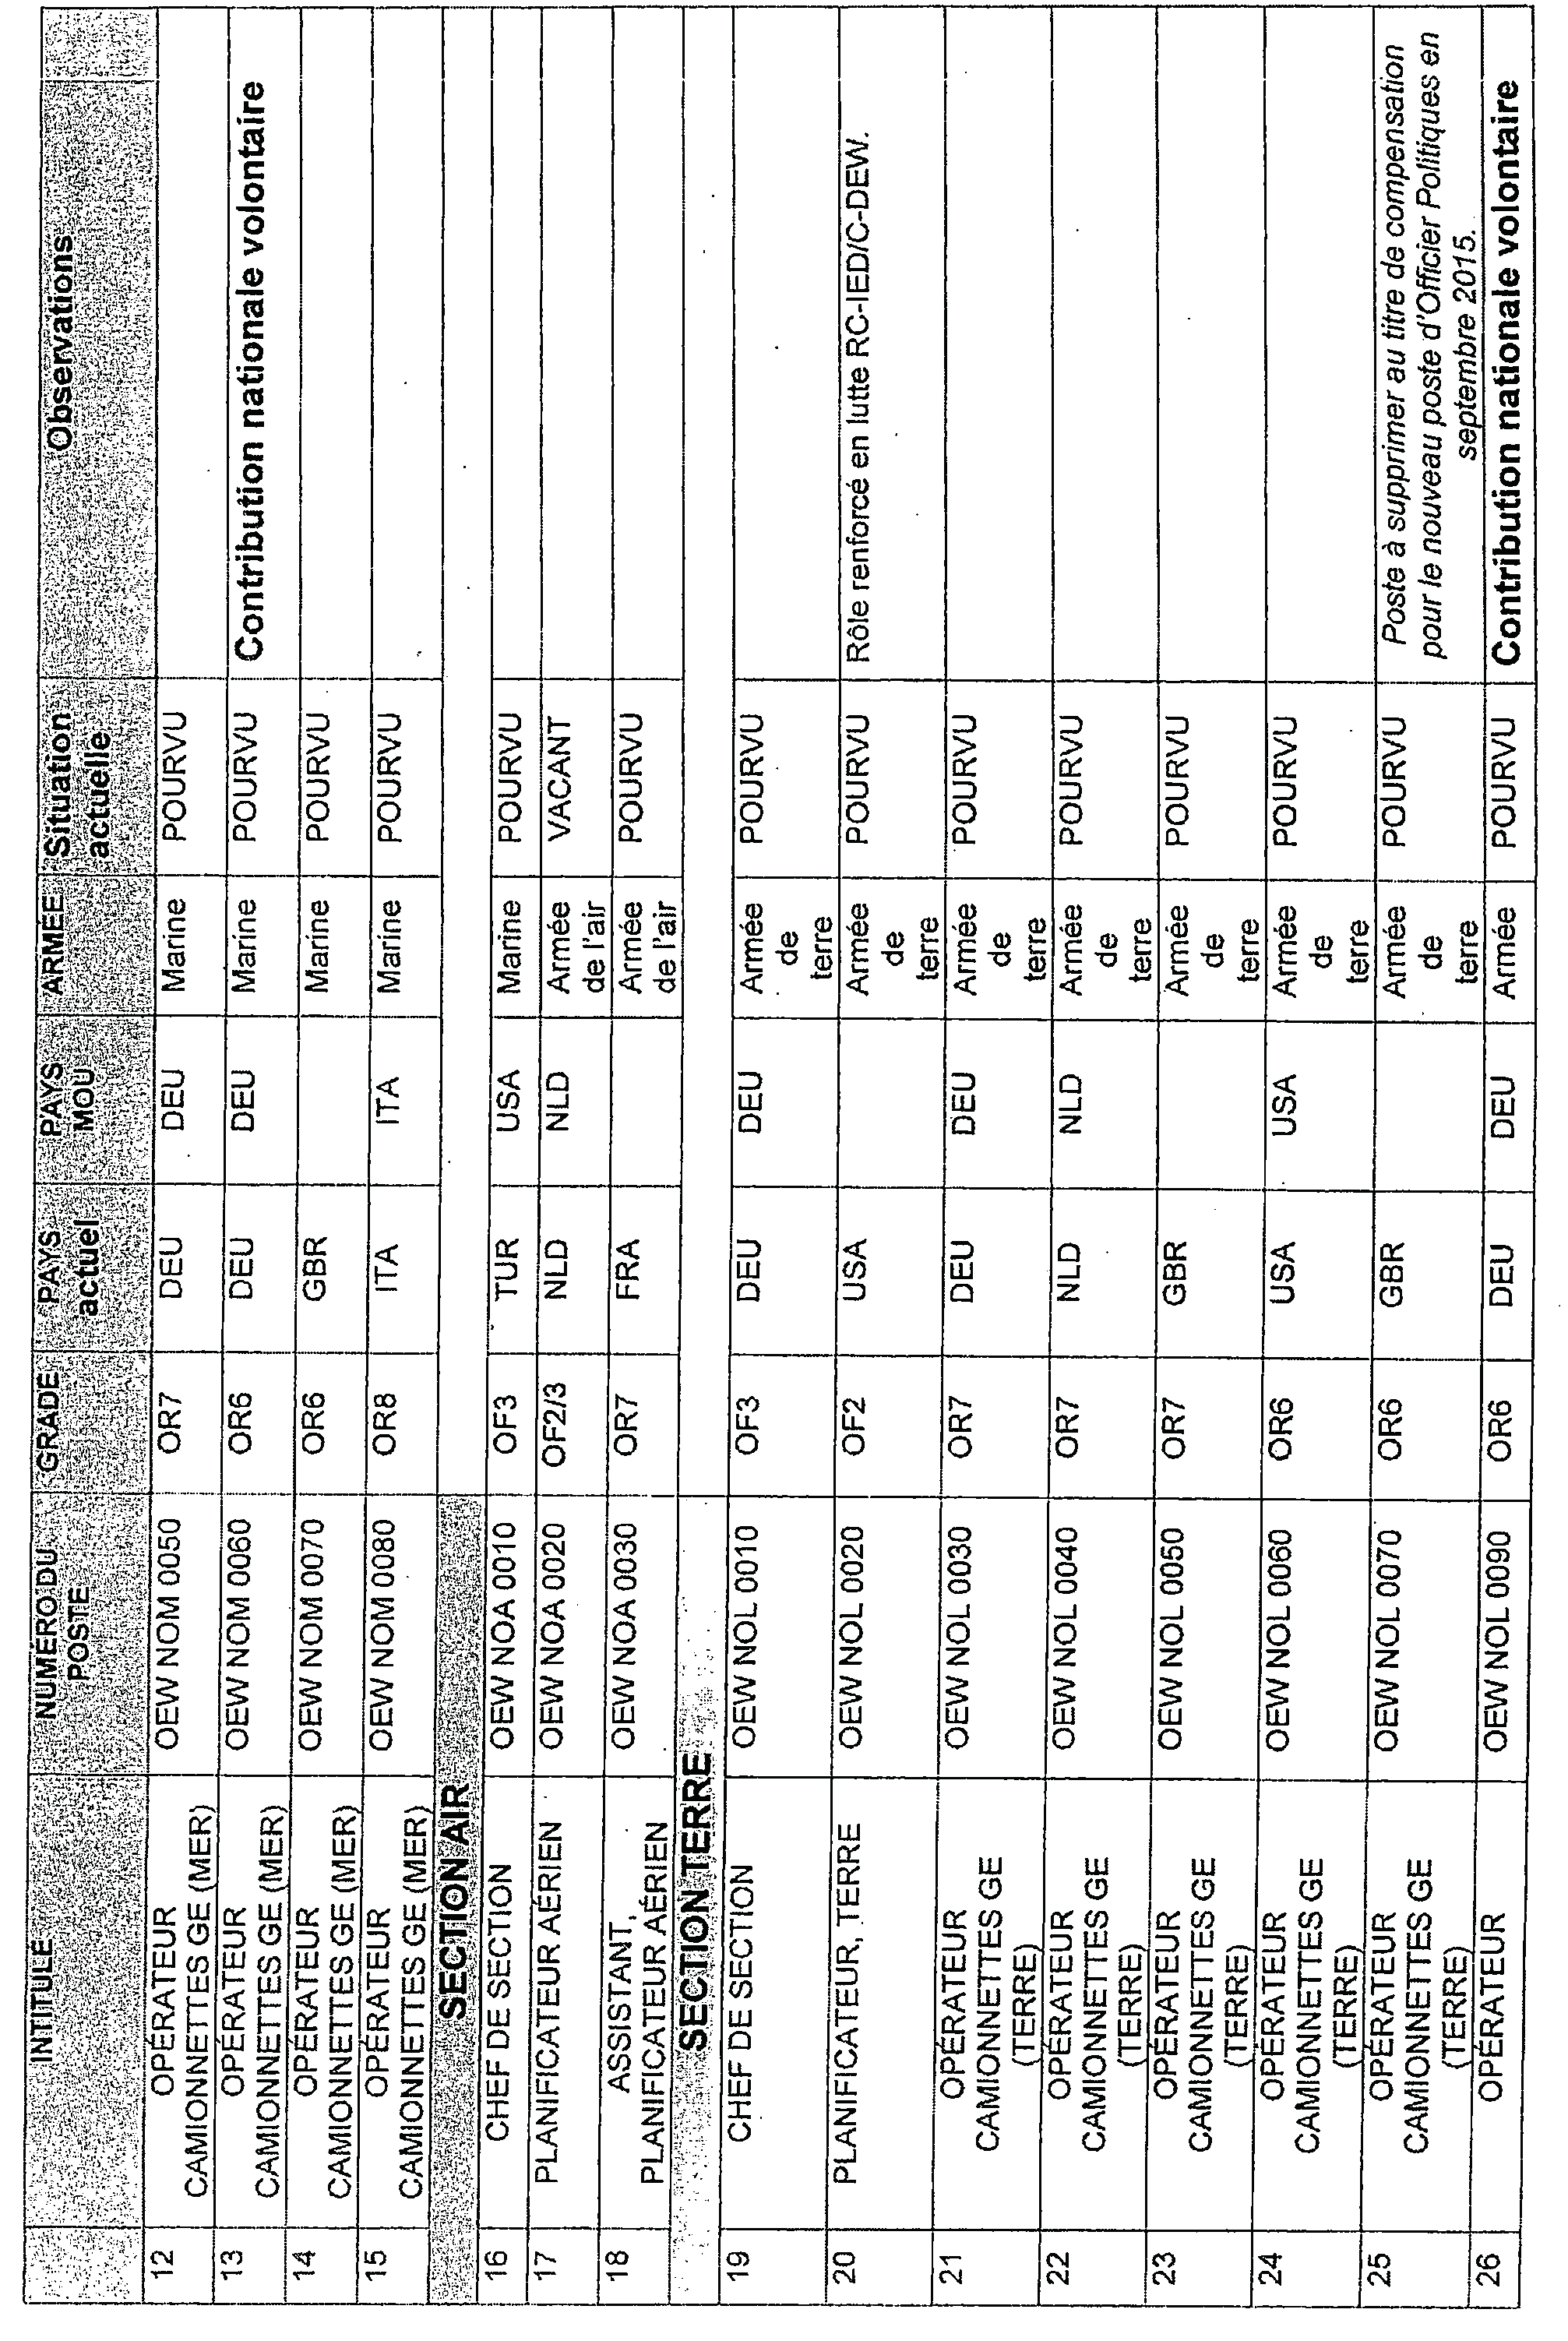 INTITULÉ NUMÉRO DU POSTE GRADE PAYS actuel PAYS MOU ARMÉE Situation actuelle Observations
12 OPÉRATEUR CAMIONNETTES GE (MER) OEW NOM 0050 OR7 DEU DEU Marine POURVU
13 OPÉRATEUR CAMIONNETTES GE (MER) OEW NOM 0060 OR6 DEU DEU Marine POURVU Contribution nationale volontaire
14 OPÉRATEUR CAMIONNETTES GE (MER) OEW NOM 0070 OR6 GBR Marine POURVU
15 OPÉRATEUR CAMIONNETTES GE (MER) OEW NOM 0080 OR8 ITA ITA Marine POURVU
SECTION AIR
16 CHEF DE SECTION OEW NOA 0010 OF3 TUR USA Marine POURVU
17 PLANIFICATEUR AÉRIEN OEW NOA 0020 OF2/3 NLD NLD Armée de l'air VACANT
18 ASSISTANT, PLANIFICATEUR AÉRIEN OEW NOA 0030 OR7 FRA Armée de l'air POURVU
SECTION TERRE
19 CHEF DE SECTION OEW NOL 0010 OF3 DEU DEU Armée de terre POURVU
20 PLANIFICATEUR, TERRE OEW NOL 0020 OF2 USA Armée de terre POURVU Rôle renforcé en lutte RC-IED/C-DEW.
21 OPÉRATEUR CAMIONNETTES GE (TERRE) OEW NOL 0030 OR7 DEU DEU Armée de terre POURVU
22 OPÉRATEUR CAMIONNETTES GE (TERRE) OEW NOL 0040 OR7 NLD NLD Armée de terre POURVU
23 OPÉRATEUR CAMIONNETTES GE (TERRE) OEW NOL 0050 OR7 GBR Armée de terre POURVU
24 OPÉRATEUR CAMIONNETTES GE (TERRE) OEW NOL 0060 OR6 USA USA Armée de terre POURVU
25 OPÉRATEUR CAMIONNETTES GE (TERRE) OEW NOL 0070 OR6 GBR Armée de terre POURVU Poste à supprimer au titre de compensation pour le nouveau poste d'Officier Politiques en septembre 2015.
26 OPÉRATEUR OEW NOL 0090 OR6 DEU DEU Armée POURVU Contribution nationale volontaire